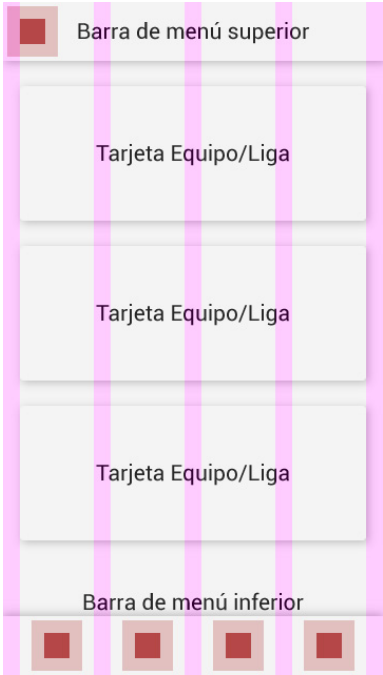 Barra de menú superior
Tarjeta Equipo/Liga
Tarjeta Equipo/Liga
Tarjeta Equipo/Liga
Barra de menú inferior